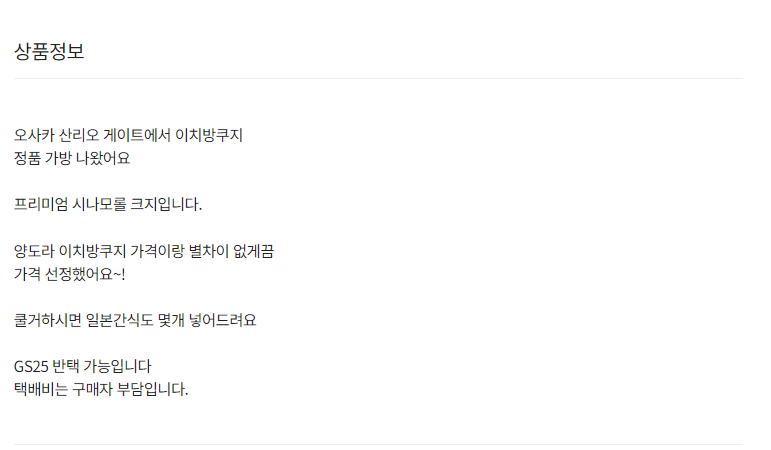 상품정보
오사카 산리오 게이트에서 이치방쿠지
정품 가방 나왔어요
프리미엄 시나모롤 크지입니다.
양도라 이치방쿠지 가격이랑 별차이 없게끔
가격 선정했어요~!
쿨거하시면 일본간식도 몇개 넣어드려요
GS25 반택 가능입니다
택배비는 구매자 부담입니다.